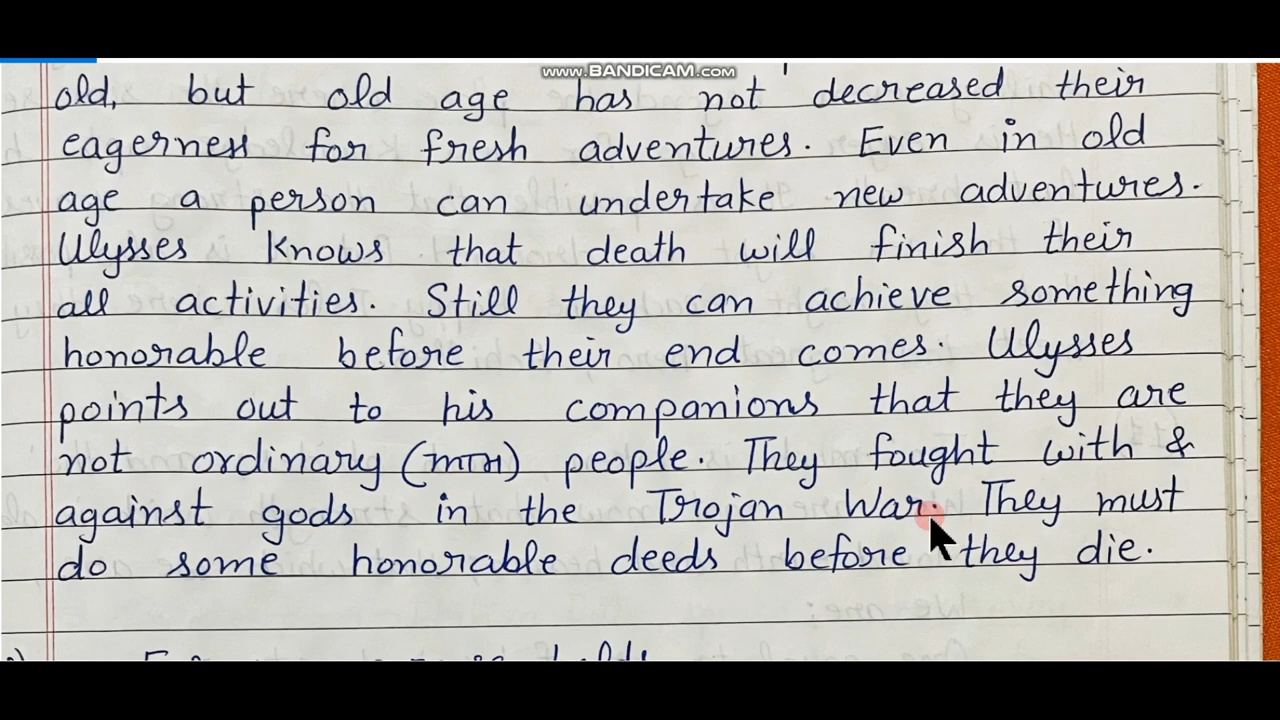 www.BANDICAM.com
old, but old age has not decreased their
eagerness for fresh adventures. Even in old
age a person can undertake new adventures.
Ulysses knows that death will finish their
all activities. Still they can achieve something
honorable before their end comes. Ulysses
points out to his companions that they are
not ordinary ( ) people. They fought with &
against gods in the Trojan War. They must
do some honorable deeds before they die.